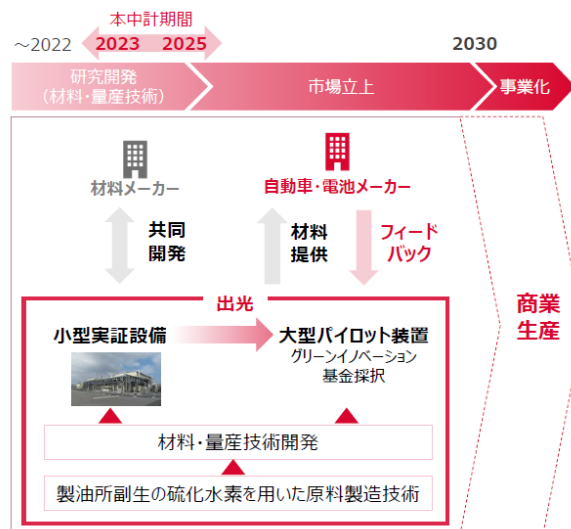 本中計期間
～2022
2023
2025
2030
研究開発
（材料・量産技術）
市場立上
事業化
材料メーカー
自動車・電池メーカー
共同
開発
材料
提供
フィード
バック
出光
小型実証設備
大型パイロット装置
グリーンイノベーション
基金採択
商業
生産
材料・量産技術開発
製油所副生の硫化水素を用いた原料製造技術